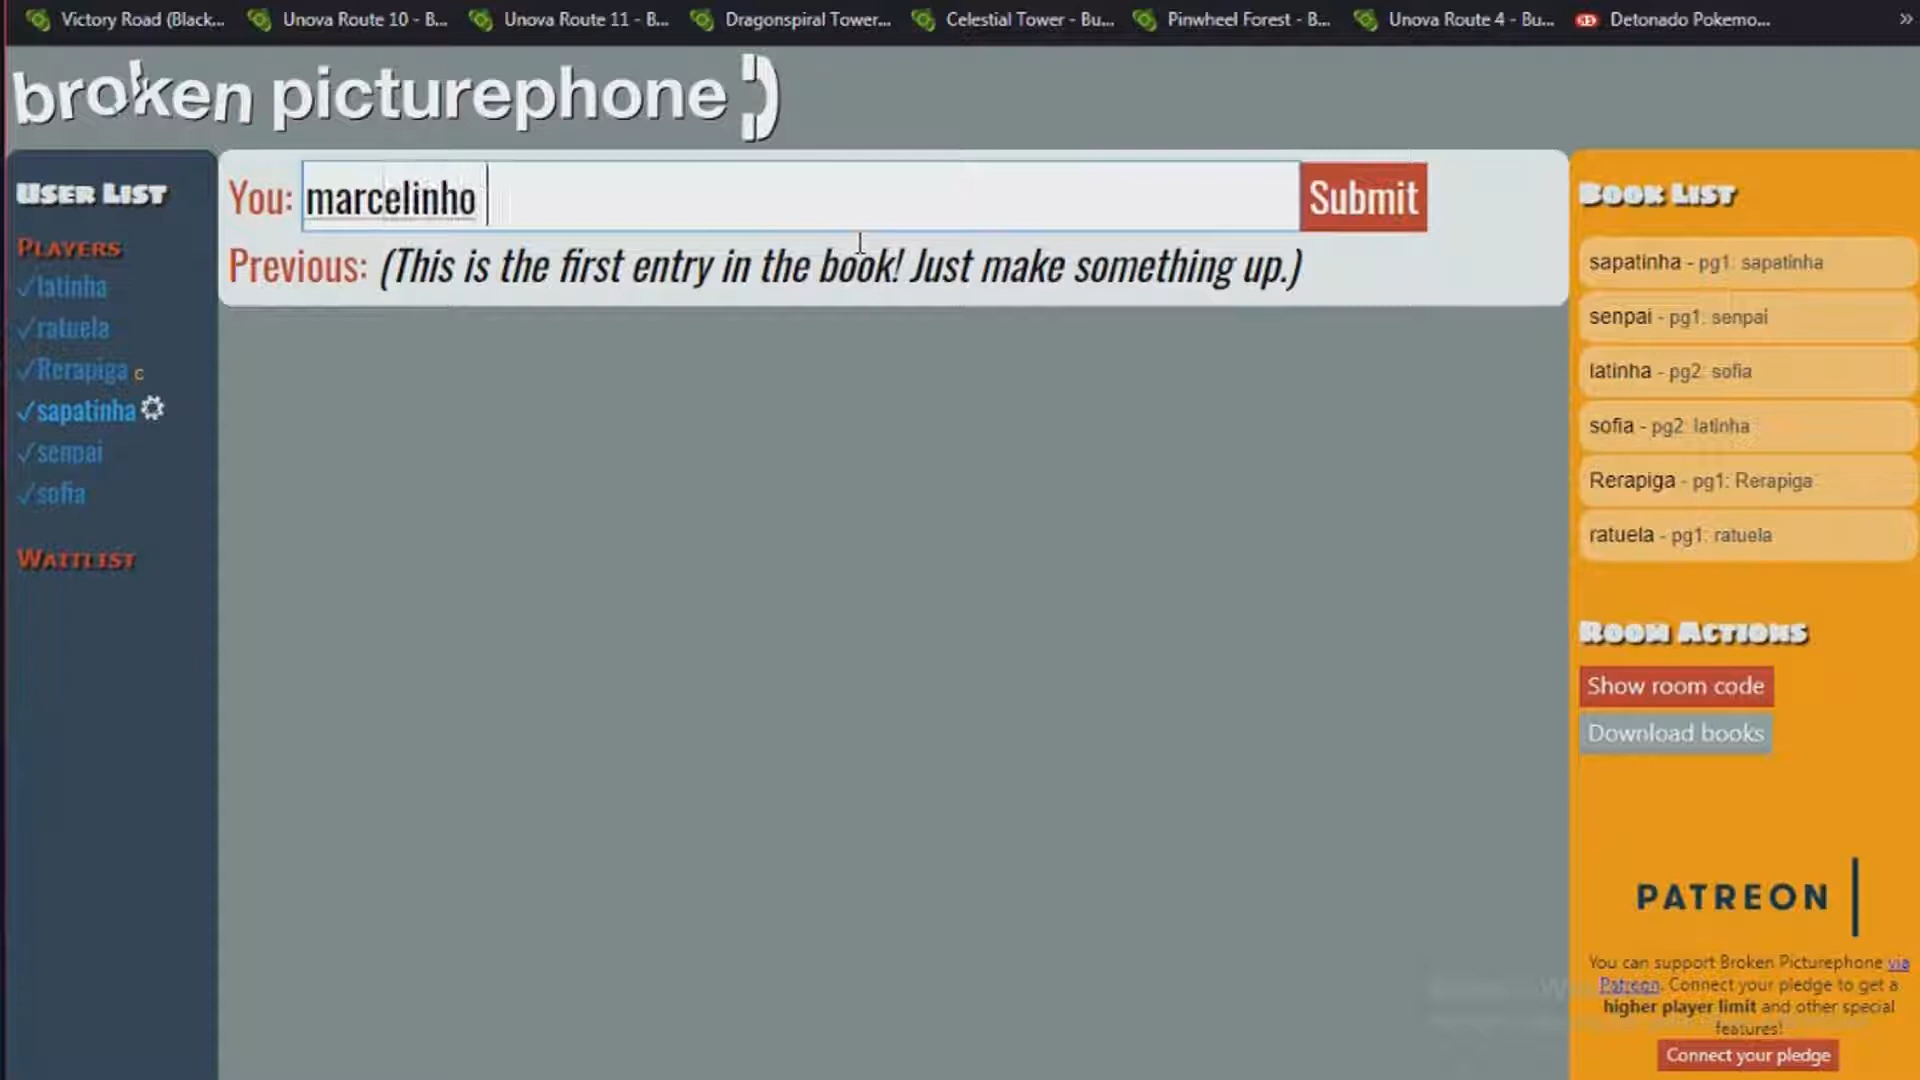 Victory Road (Black... Unova Route 10 - B... Unova Route 11 - B... Dragonspiral Tower... Celestial Tower - Bu... Pinwheel Forest - B... Unova Route 4 - Bu... Detonado Pokemo... »
broken picturephone
User List
Players
✓latinha
✓ratuela
✓Rerapiga c
✓sapatinha
✓senpai
✓sofia
Waitlist
You: marcelinho
Submit
Previous: (This is the first entry in the book! Just make something up.)
Book List
sapatinha - pg1: sapatinha
senpai - pg1: senpai
latinha - pg2: sofia
sofia - pg2: latinha
Rerapiga - pg1: Rerapiga
ratuela - pg1: ratuela
Room Actions
Show room code
Download books
PATREON
You can support Broken Picturephone via
Patreon. Connect your pledge to get a
higher player limit and other special
features!
Connect your pledge